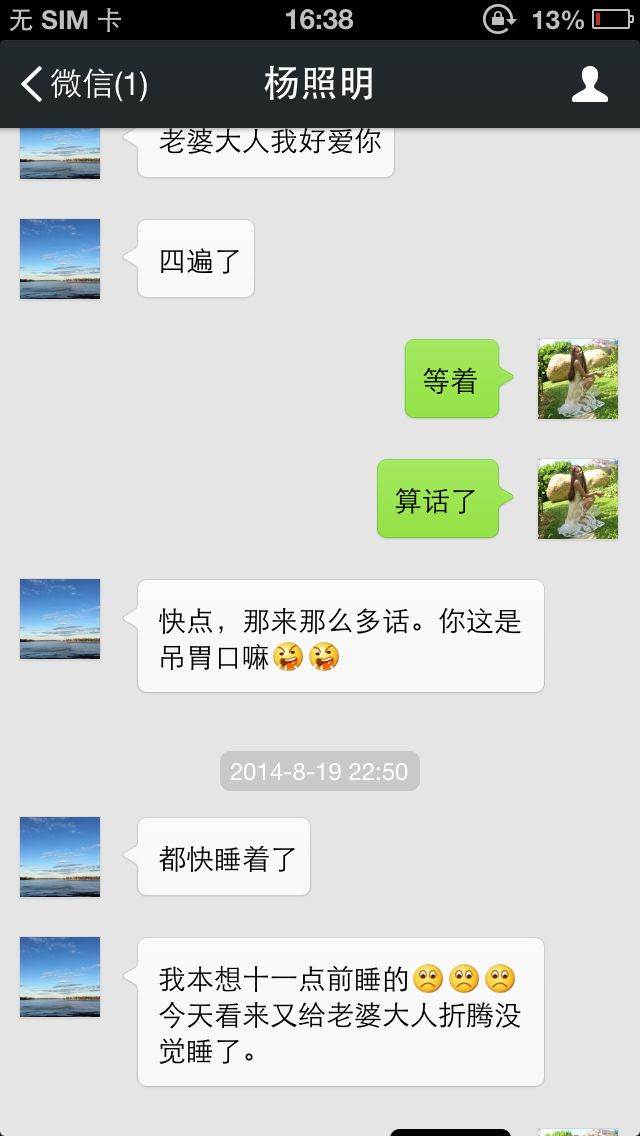 无 SIM 卡
16:38
13%
微信(1)
杨照明
老婆大人我好爱你
四遍了
等着
算话了
快点，那来那么多话。你这是
吊胃口嘛
2014-8-19 22:50
都快睡着了
我本想十一点前睡的
今天看来又给老婆大人折腾没
觉睡了。